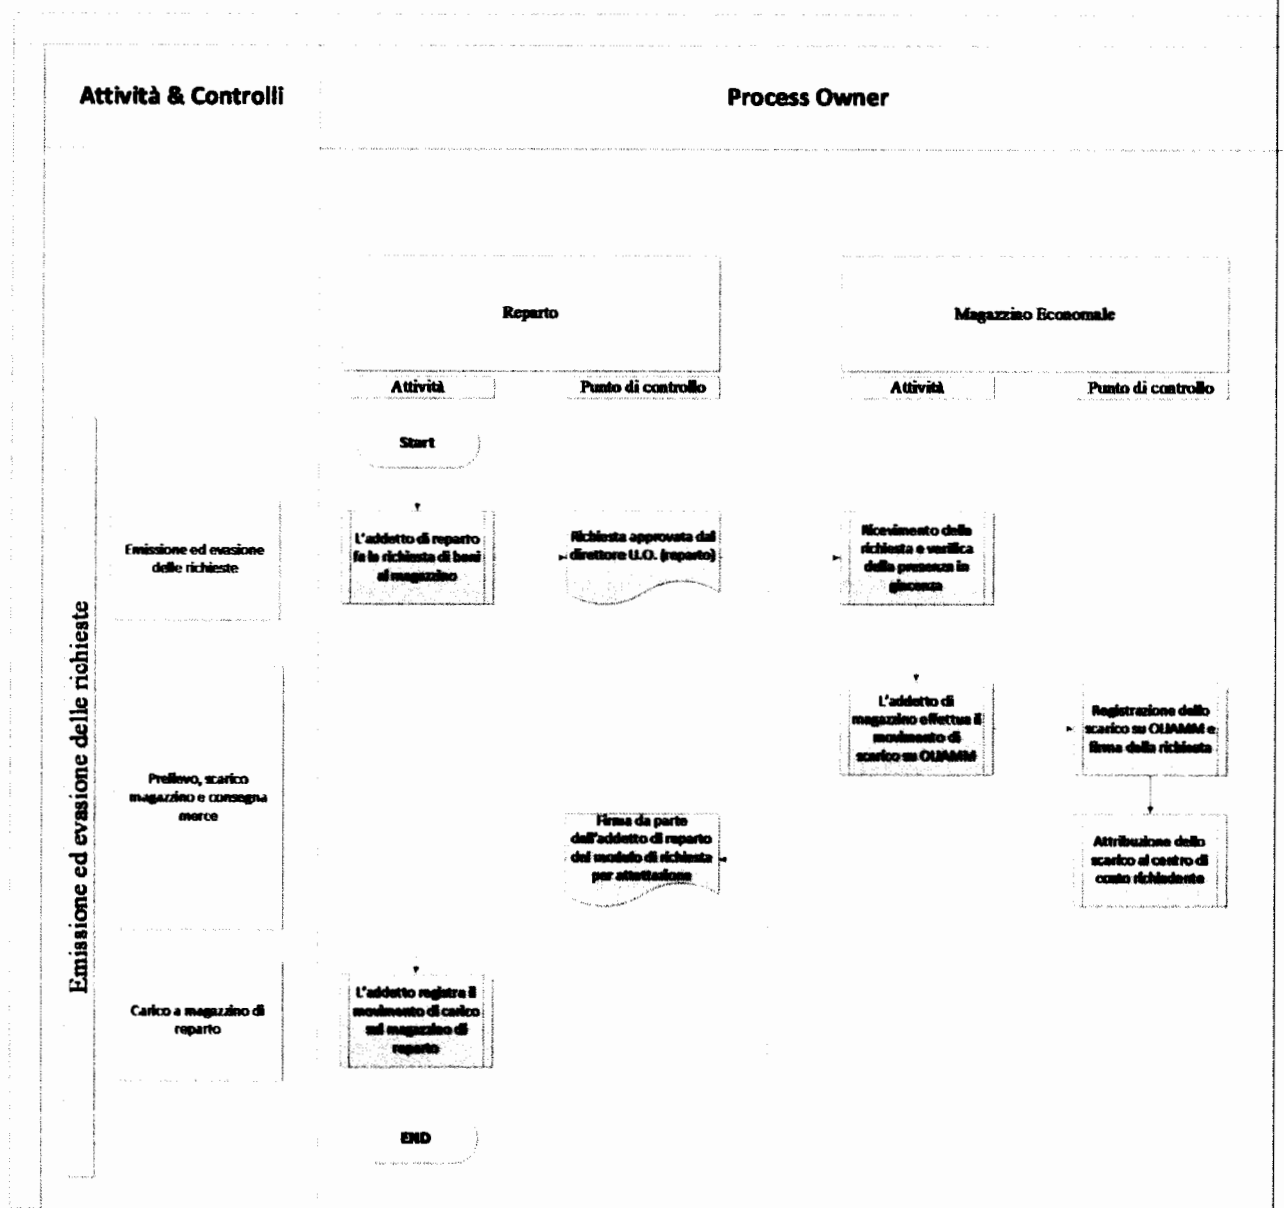 Attività & Controlli
Process Owner
Reparto
Magazzino Economale
Attività
Punto di controllo
Attività
Punto di controllo
Start
Emissione ed evasione delle richieste
Emissione ed evasione
delle richieste
L'addetto di reparto
fa la richiesta di beni
al magazzino
Richiesta approvata dal
direttore U.O. (reparto)
Ricevimento della
richiesta e verifica
della presenza in
giacenza
Prelievo, scarico
magazzino e consegna
merce
L'addetto di
magazzino effettua il
movimento di
scarico su OLIAMM
Registrazione dello
scarico su OLIAMM e
firma della richiesta
Firma da parte
dell'addetto di reparto
del modulo di richiesta
per attestazione
Attribuzione dello
scarico al centro di
costo richiedente
Carico a magazzino di
reparto
L'addetto registra il
movimento di carico
sul magazzino di
reparto
END